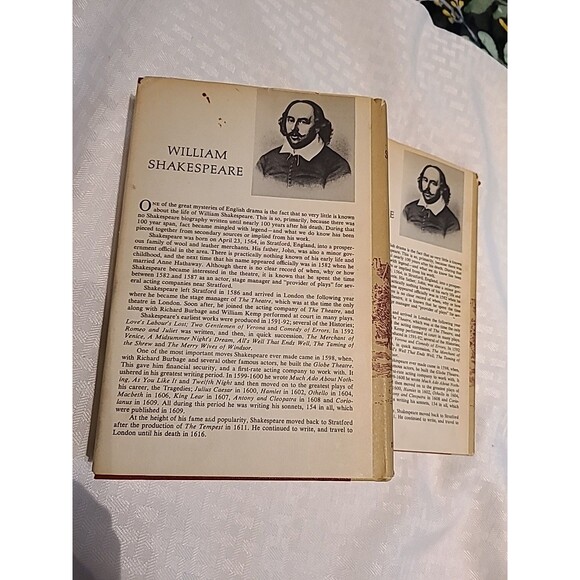 WILLIAM
SHAKESPEARE
ONE of the great mysteries of English drama is the fact that so very little is known
about the life of William Shakespeare. This is so, primarily, because there was
no Shakespeare biography written until nearly 100 years after his death. During that
100 year span, fact became mingled with legend—and what we do know has been
pieced together from secondary sources or implied from his work.
Shakespeare was born on April 23, 1564, in Stratford, England, into a prosper-
ous family of wool and leather merchants. His father, John, was also a minor gov-
ernment official in the area. There is practically nothing known of his early life and
childhood, and the next time that his name appeared officially was in 1582 when he
married Anne Hathaway. Although there is no clear record of when, why or how
Shakespeare became interested in the theatre, it is known that he spent the time
between 1582 and 1587 as an actor, stage manager and "provider of plays" for sev-
eral acting companies near Stratford.
Shakespeare left Stratford in 1586 and arrived in London the following year
where he became the stage manager of The Theatre, which was at the time the only
theatre in London. Soon after, he joined the acting company of The Theatre, and
along with Richard Burbage and William Kemp performed at court in many plays.
Shakespeare's earliest works were produced in 1591-92; several of the Histories;
Love's Labour's Lost; Two Gentlemen of Verona and Comedy of Errors. In 1592
Romeo and Juliet was written, and then, in quick succession, The Merchant of
Venice, A Midsummer Night's Dream, All's Well That Ends Well, The Taming of
the Shrew and The Merry Wives of Windsor.
One of the most important moves Shakespeare ever made came in 1598, when,
with Richard Burbage and several other famous actors, he built the Globe Theatre.
This gave him financial security, and a first-rate acting company to work with. It
ushered in his greatest writing period. In 1599-1600 he wrote Much Ado About Noth-
ing, As You Like It and Twelfth Night and then moved on to the greatest plays of
his career, the Tragedies; Julius Caesar in 1600, Hamlet in 1602, Othello in 1604,
Macbeth in 1606, King Lear in 1607, Antony and Cleopatra in 1608 and Corio-
lanus in 1609. All during this period he was writing his sonnets, 154 in all, which
were published in 1609.
At the height of his fame and popularity, Shakespeare moved back to Stratford
after the production of The Tempest in 1611. He continued to write, and travel to
London until his death in 1616.